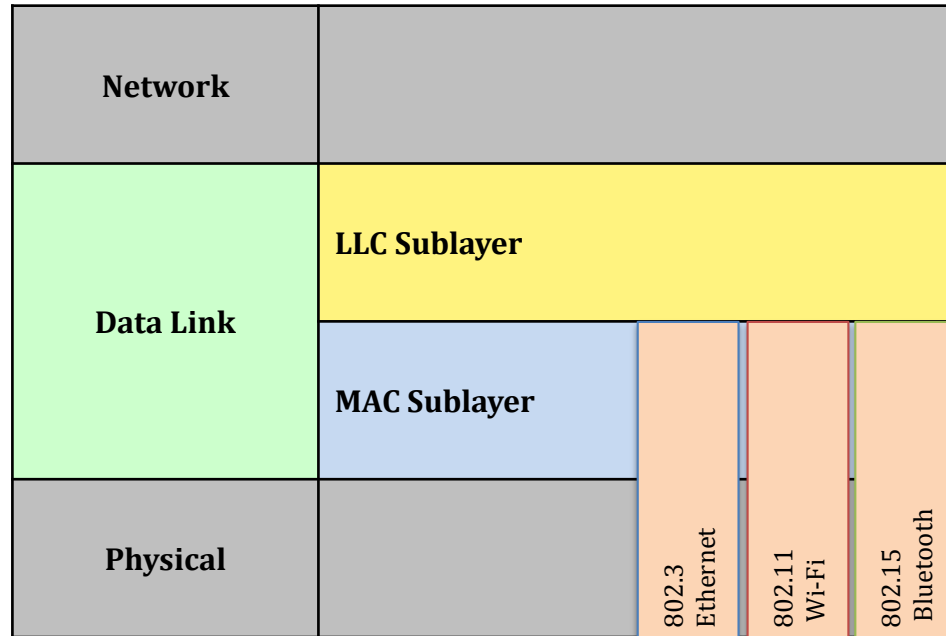 Network
LLC Sublayer
Data Link
MAC Sublayer
Physical
802.3
Ethernet
802.11
Wi-Fi
802.15
Bluetooth